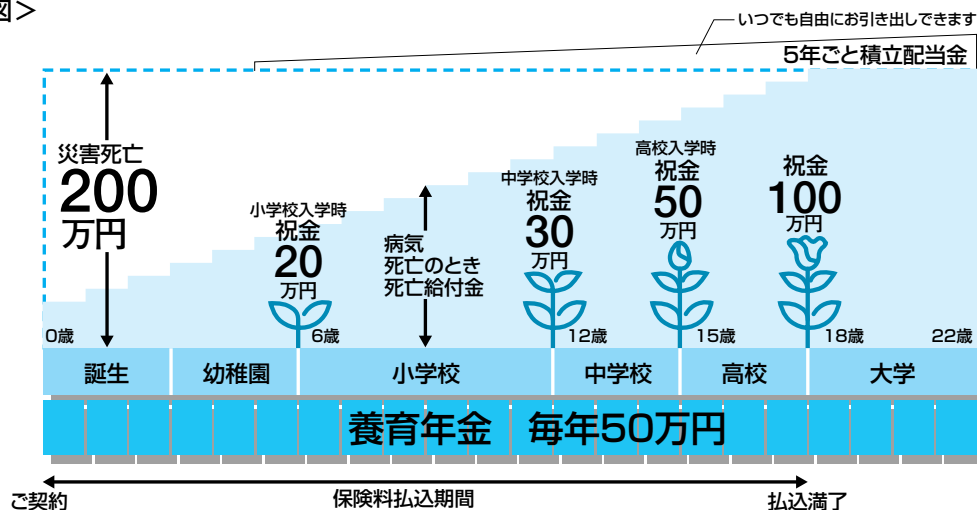 図＞
いつでも自由にお引き出しできます
5年ごと積立配当金
災害死亡
200
万円
小学校入学時
祝金
20
万円
病気
死亡のとき
死亡給付金
中学校入学時
祝金
30
万円
高校入学時
祝金
50
万円
祝金
100
万円
0歳
6歳
12歳
15歳
18歳
22歳
誕生
幼稚園
小学校
中学校
高校
大学
養育年金 毎年50万円
ご契約
保険料払込期間
払込満了